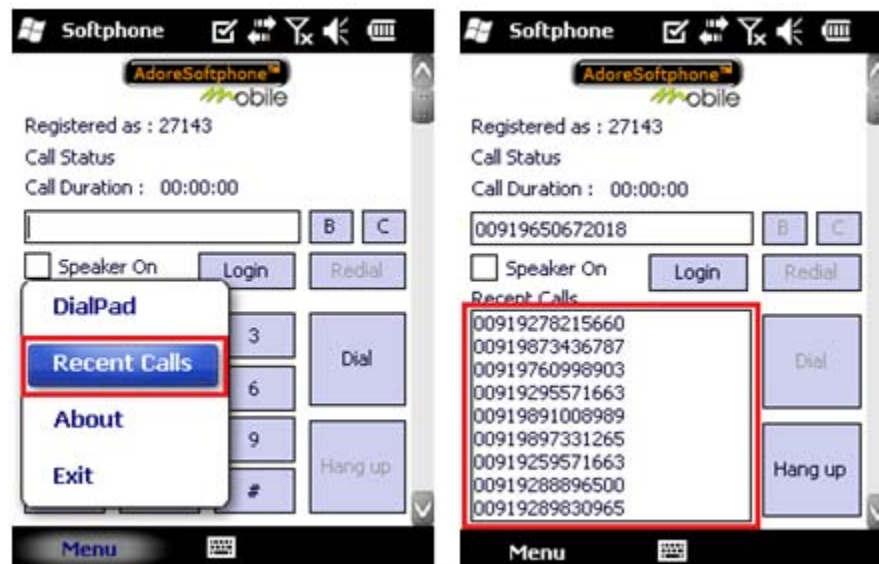 Softphone
AdoreSoftphone™
mobile
Registered as : 27143
Call Status
Call Duration : 00:00:00
B C
Speaker On Login Redial
DialPad
Recent Calls
About
Exit
3
6
9
#
Dial
Hang up
Menu
Softphone
AdoreSoftphone™
mobile
Registered as : 27143
Call Status
Call Duration : 00:00:00
00919650672018 B C
Speaker On Login Redial
Recent Calls
00919278215660
00919873436787
00919760998903
00919295571663
00919891008989
00919897331265
00919259571663
00919288896500
00919289830965
Dial
Hang up
Menu